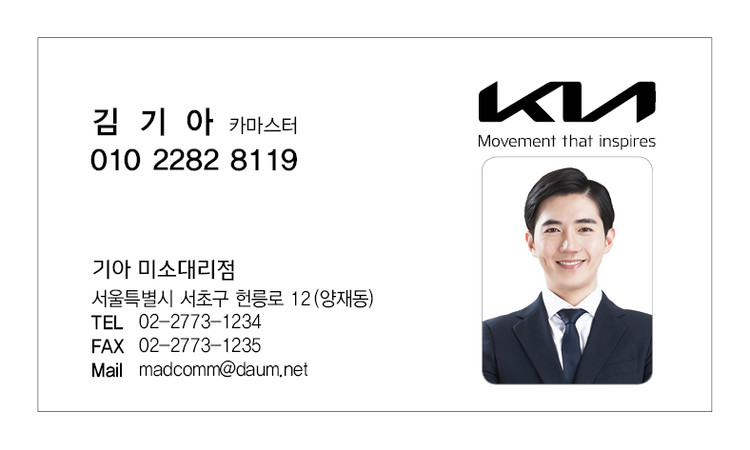 김 기 아 카마스터
010 2282 8119
KIA
Movement that inspires
기아 미소대리점
서울특별시 서초구 헌릉로 12(양재동)
TEL 02-2773-1234
FAX 02-2773-1235
Mail madcomm@daum.net